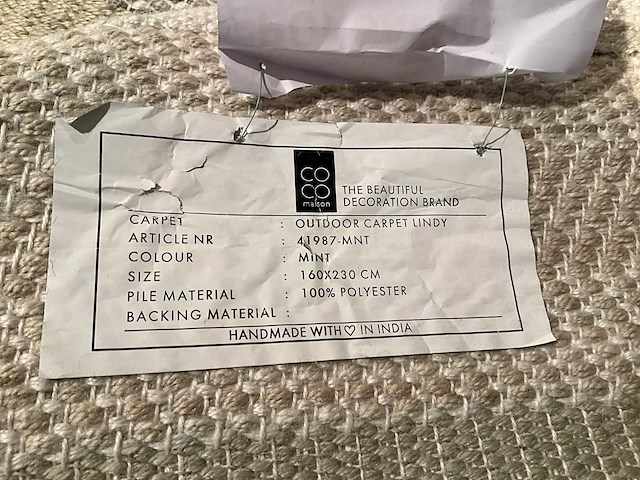 CO
CO
maison
THE BEAUTIFUL
DECORATION BRAND
CARPET : OUTDOOR CARPET LINDY
ARTICLE NR : 41987-MNT
COLOUR : MINT
SIZE : 160X230 CM
PILE MATERIAL : 100% POLYESTER
BACKING MATERIAL :
HANDMADE WITH♡ IN INDIA